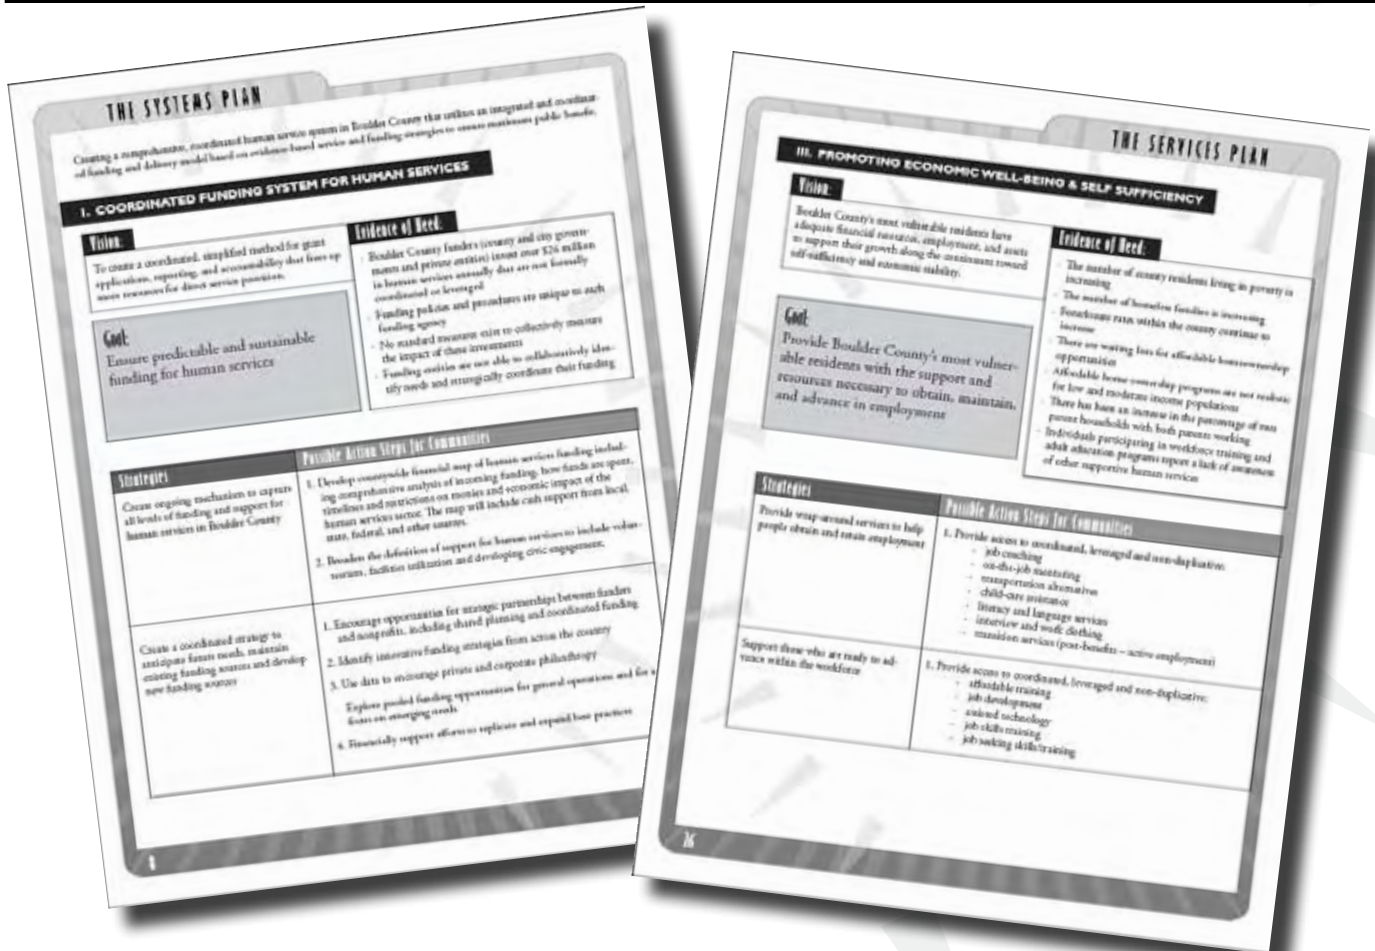 THE SYSTEMS PLAN
Creating a comprehensive, coordinated human service system in Boulder County that utilizes an integrated and coordinat-
ed funding and delivery model based on evidence-based service and funding strategies to ensure maximum public benefit.
I. COORDINATED FUNDING SYSTEM FOR HUMAN SERVICES
Vision:
To create a coordinated, simplified method for grant
applications, reporting, and accountability that frees up
more resources for direct service provision.
Goal:
Ensure predictable and sustainable
funding for human services
Evidence of Need:
· Boulder County funders (county and city govern-
ments and private entities) invest over $26 million
in human services annually that are not formally
coordinated or leveraged
· Funding policies and procedures are unique to each
funding agency
· No standard measures exist to collectively measure
the impact of these investments
· Funding entities are not able to collaboratively iden-
tify needs and strategically coordinate their funding
Strategies
Possible Action Steps for Communities
Create ongoing mechanism to capture
all levels of funding and support for
human services in Boulder County
1. Develop countywide financial map of human services funding includ-
ing comprehensive analysis of incoming funding, how funds are spent,
timelines and restrictions on monies and economic impact of the
human services sector. The map will include cash support from local,
state, federal, and other sources.
2. Broaden the definition of support for human services to include volun-
teerism, facilities utilization and developing civic engagement.
Create a coordinated strategy to
anticipate future needs, maintain
existing funding sources and develop
new funding sources
1. Encourage opportunities for strategic partnerships between funders
and nonprofits, including shared planning and coordinated funding
2. Identify innovative funding strategies from across the country
3. Use data to encourage private and corporate philanthropy
Explore pooled funding opportunities for general operations and for a
focus on emerging needs
4. Financially support efforts to replicate and expand best practices
8
THE SERVICES PLAN
III. PROMOTING ECONOMIC WELL-BEING & SELF SUFFICIENCY
Vision:
Boulder County's most vulnerable residents have
adequate financial resources, employment, and assets
to support their growth along the continuum toward
self-sufficiency and economic stability.
Goal:
Provide Boulder County's most vulner-
able residents with the support and
resources necessary to obtain, maintain,
and advance in employment
Evidence of Need:
· The number of county residents living in poverty is
increasing
· The number of homeless families is increasing
· Foreclosure rates within the county continue to
increase
· There are waiting lists for affordable homeownership
opportunities
· Affordable home ownership programs are not realistic
for low and moderate income populations
· There has been an increase in the percentage of two
parent households with both parents working
· Individuals participating in workforce training and
adult education programs report a lack of awareness
of other supportive human services
Strategies
Possible Action Steps for Communities
Provide wrap-around services to help
people obtain and retain employment
1. Provide access to coordinated, leveraged and non-duplicative:
- job coaching
- on-the-job mentoring
- transportation alternatives
- child-care assistance
- literacy and language services
- interview and work clothing
- transition services (post-benefits – active employment)
Support those who are ready to ad-
vance within the workforce
1. Provide access to coordinated, leveraged and non-duplicative:
- affordable training
- job development
- assisted technology
- job skills training
- job seeking skills/training
26